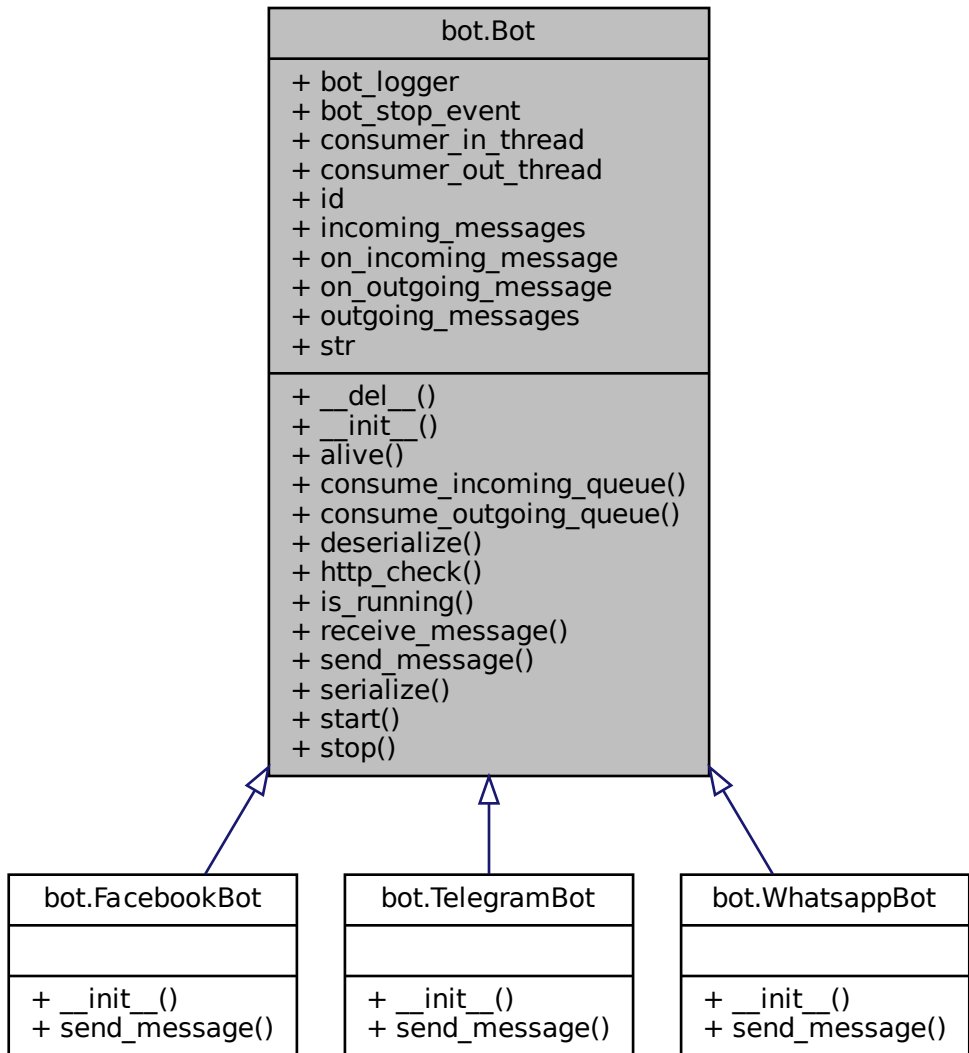 bot.Bot
+ bot_logger
+ bot_stop_event
+ consumer_in_thread
+ consumer_out_thread
+ id
+ incoming_messages
+ on_incoming_message
+ on_outgoing_message
+ outgoing_messages
+ str
+ __del__()
+ __init__()
+ alive()
+ consume_incoming_queue()
+ consume_outgoing_queue()
+ deserialize()
+ http_check()
+ is_running()
+ receive_message()
+ send_message()
+ serialize()
+ start()
+ stop()
bot.FacebookBot
+ __init__()
+ send_message()
bot.TelegramBot
+ __init__()
+ send_message()
bot.WhatsappBot
+ __init__()
+ send_message()